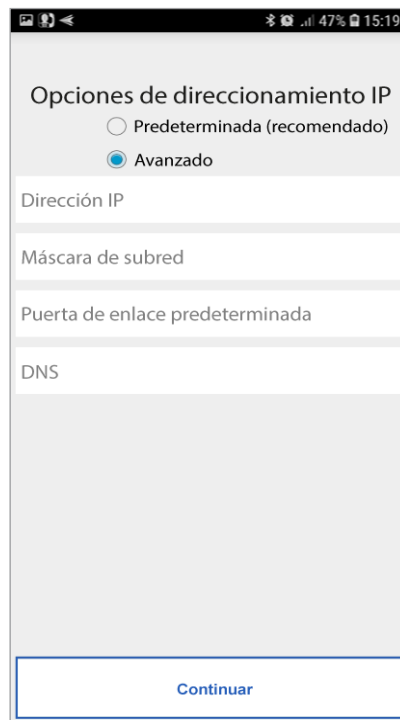 47% 15:19
Opciones de direccionamiento IP
Predeterminada (recomendado)
Avanzado
Dirección IP
Máscara de subred
Puerta de enlace predeterminada
DNS
Continuar